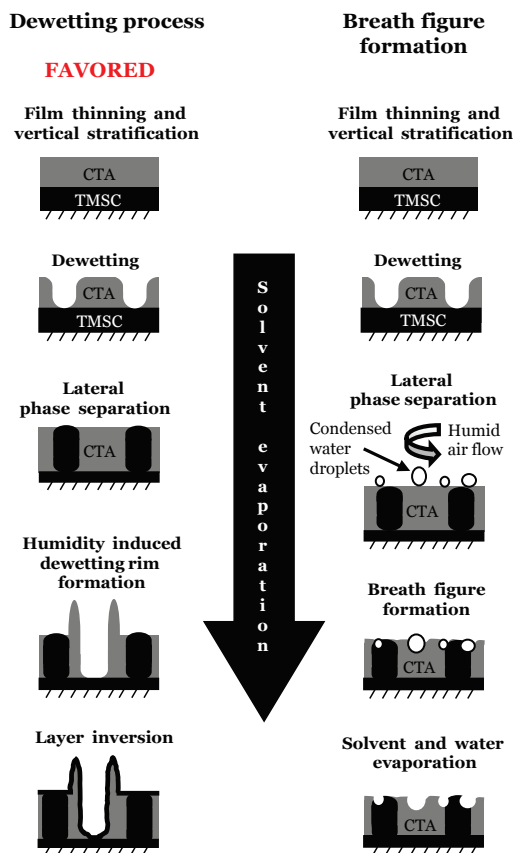 Dewetting process
FAVORED
Film thinning and
vertical stratification
CTA
TMSC
Dewetting
CTA
TMSC
Lateral
phase separation
CTA
Humidity induced
dewetting rim
formation
Layer inversion
Solvent evaporation
Breath figure
formation
Film thinning and
vertical stratification
CTA
TMSC
Dewetting
CTA
TMSC
Lateral
phase separation
Condensed
water
droplets
Humid
air flow
CTA
Breath figure
formation
CTA
Solvent and water
evaporation
CTA